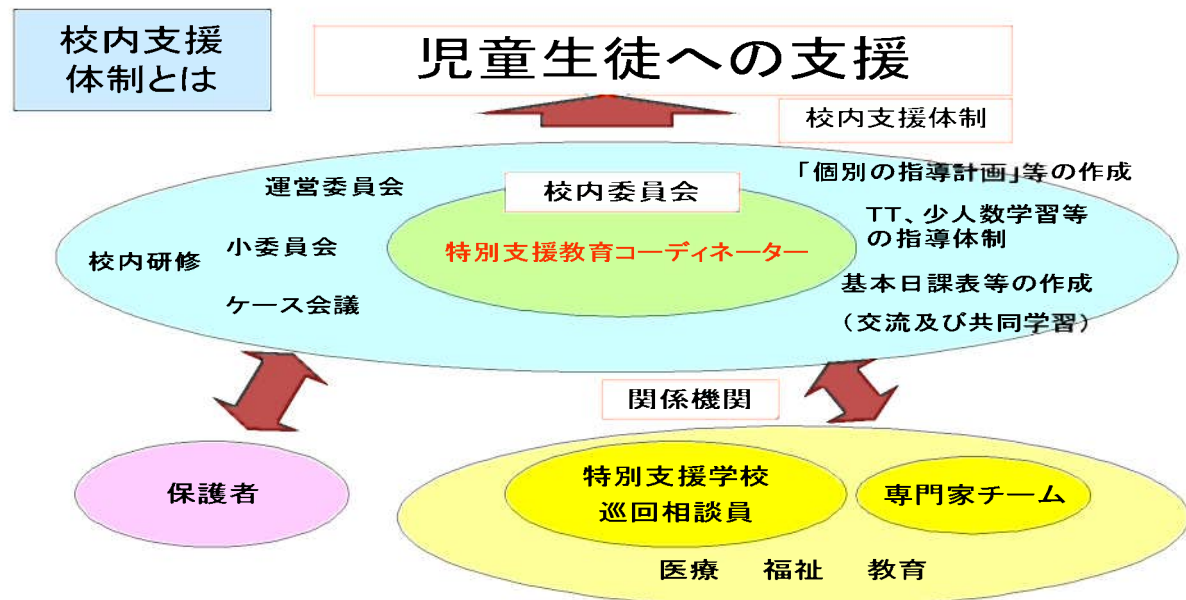 校内支援
体制とは
児童生徒への支援
校内支援体制
運営委員会
校内委員会
「個別の指導計画」等の作成
校内研修
小委員会
ケース会議
特別支援教育コーディネーター
TT、少人数学習等
の指導体制
基本日課表等の作成
（交流及び共同学習）
関係機関
保護者
特別支援学校
巡回相談員
専門家チーム
医療　福祉　教育